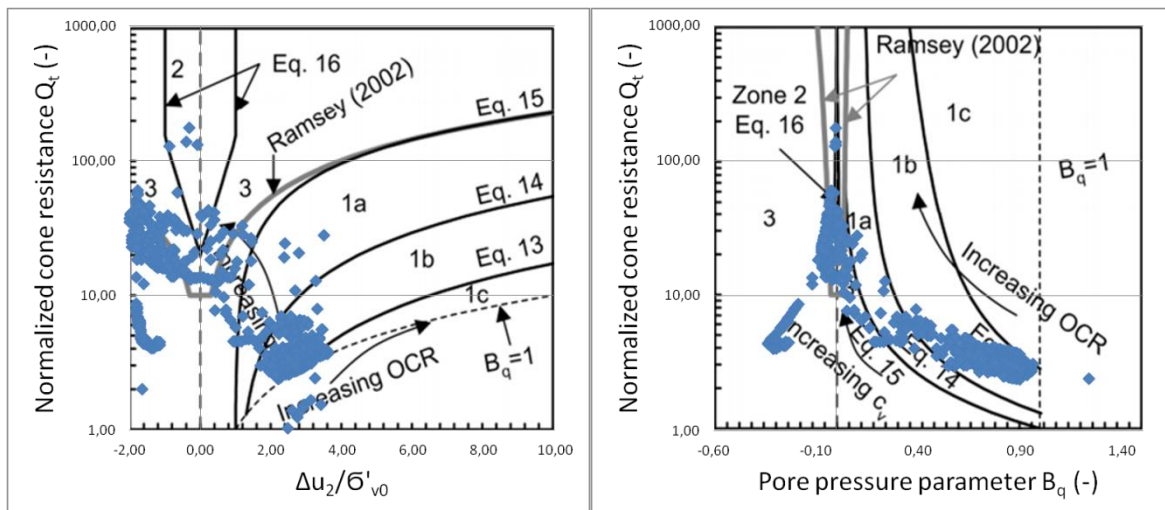 Normalized cone resistance Qt (-)
1000,00
100,00
10,00
1,00
2
Eq. 16
Ramsey (2002)
Eq. 15
3
3
1a
Eq. 14
1b
Eq. 13
1c
Increasing OCR
Bq=1
-2,00
0,00
2,00
4,00
6,00
8,00
10,00
Δu2/Ϭ'v0
Normalized cone resistance Qt (-)
1000,00
100,00
10,00
1,00
Ramsey (2002)
Zone 2
Eq. 16
1c
1b
Bq=1
3
1a
Increasing OCR
Eq. 15
Eq. 14
Increasing cv
-0,60
-0,10
0,40
0,90
1,40
Pore pressure parameter Bq (-)